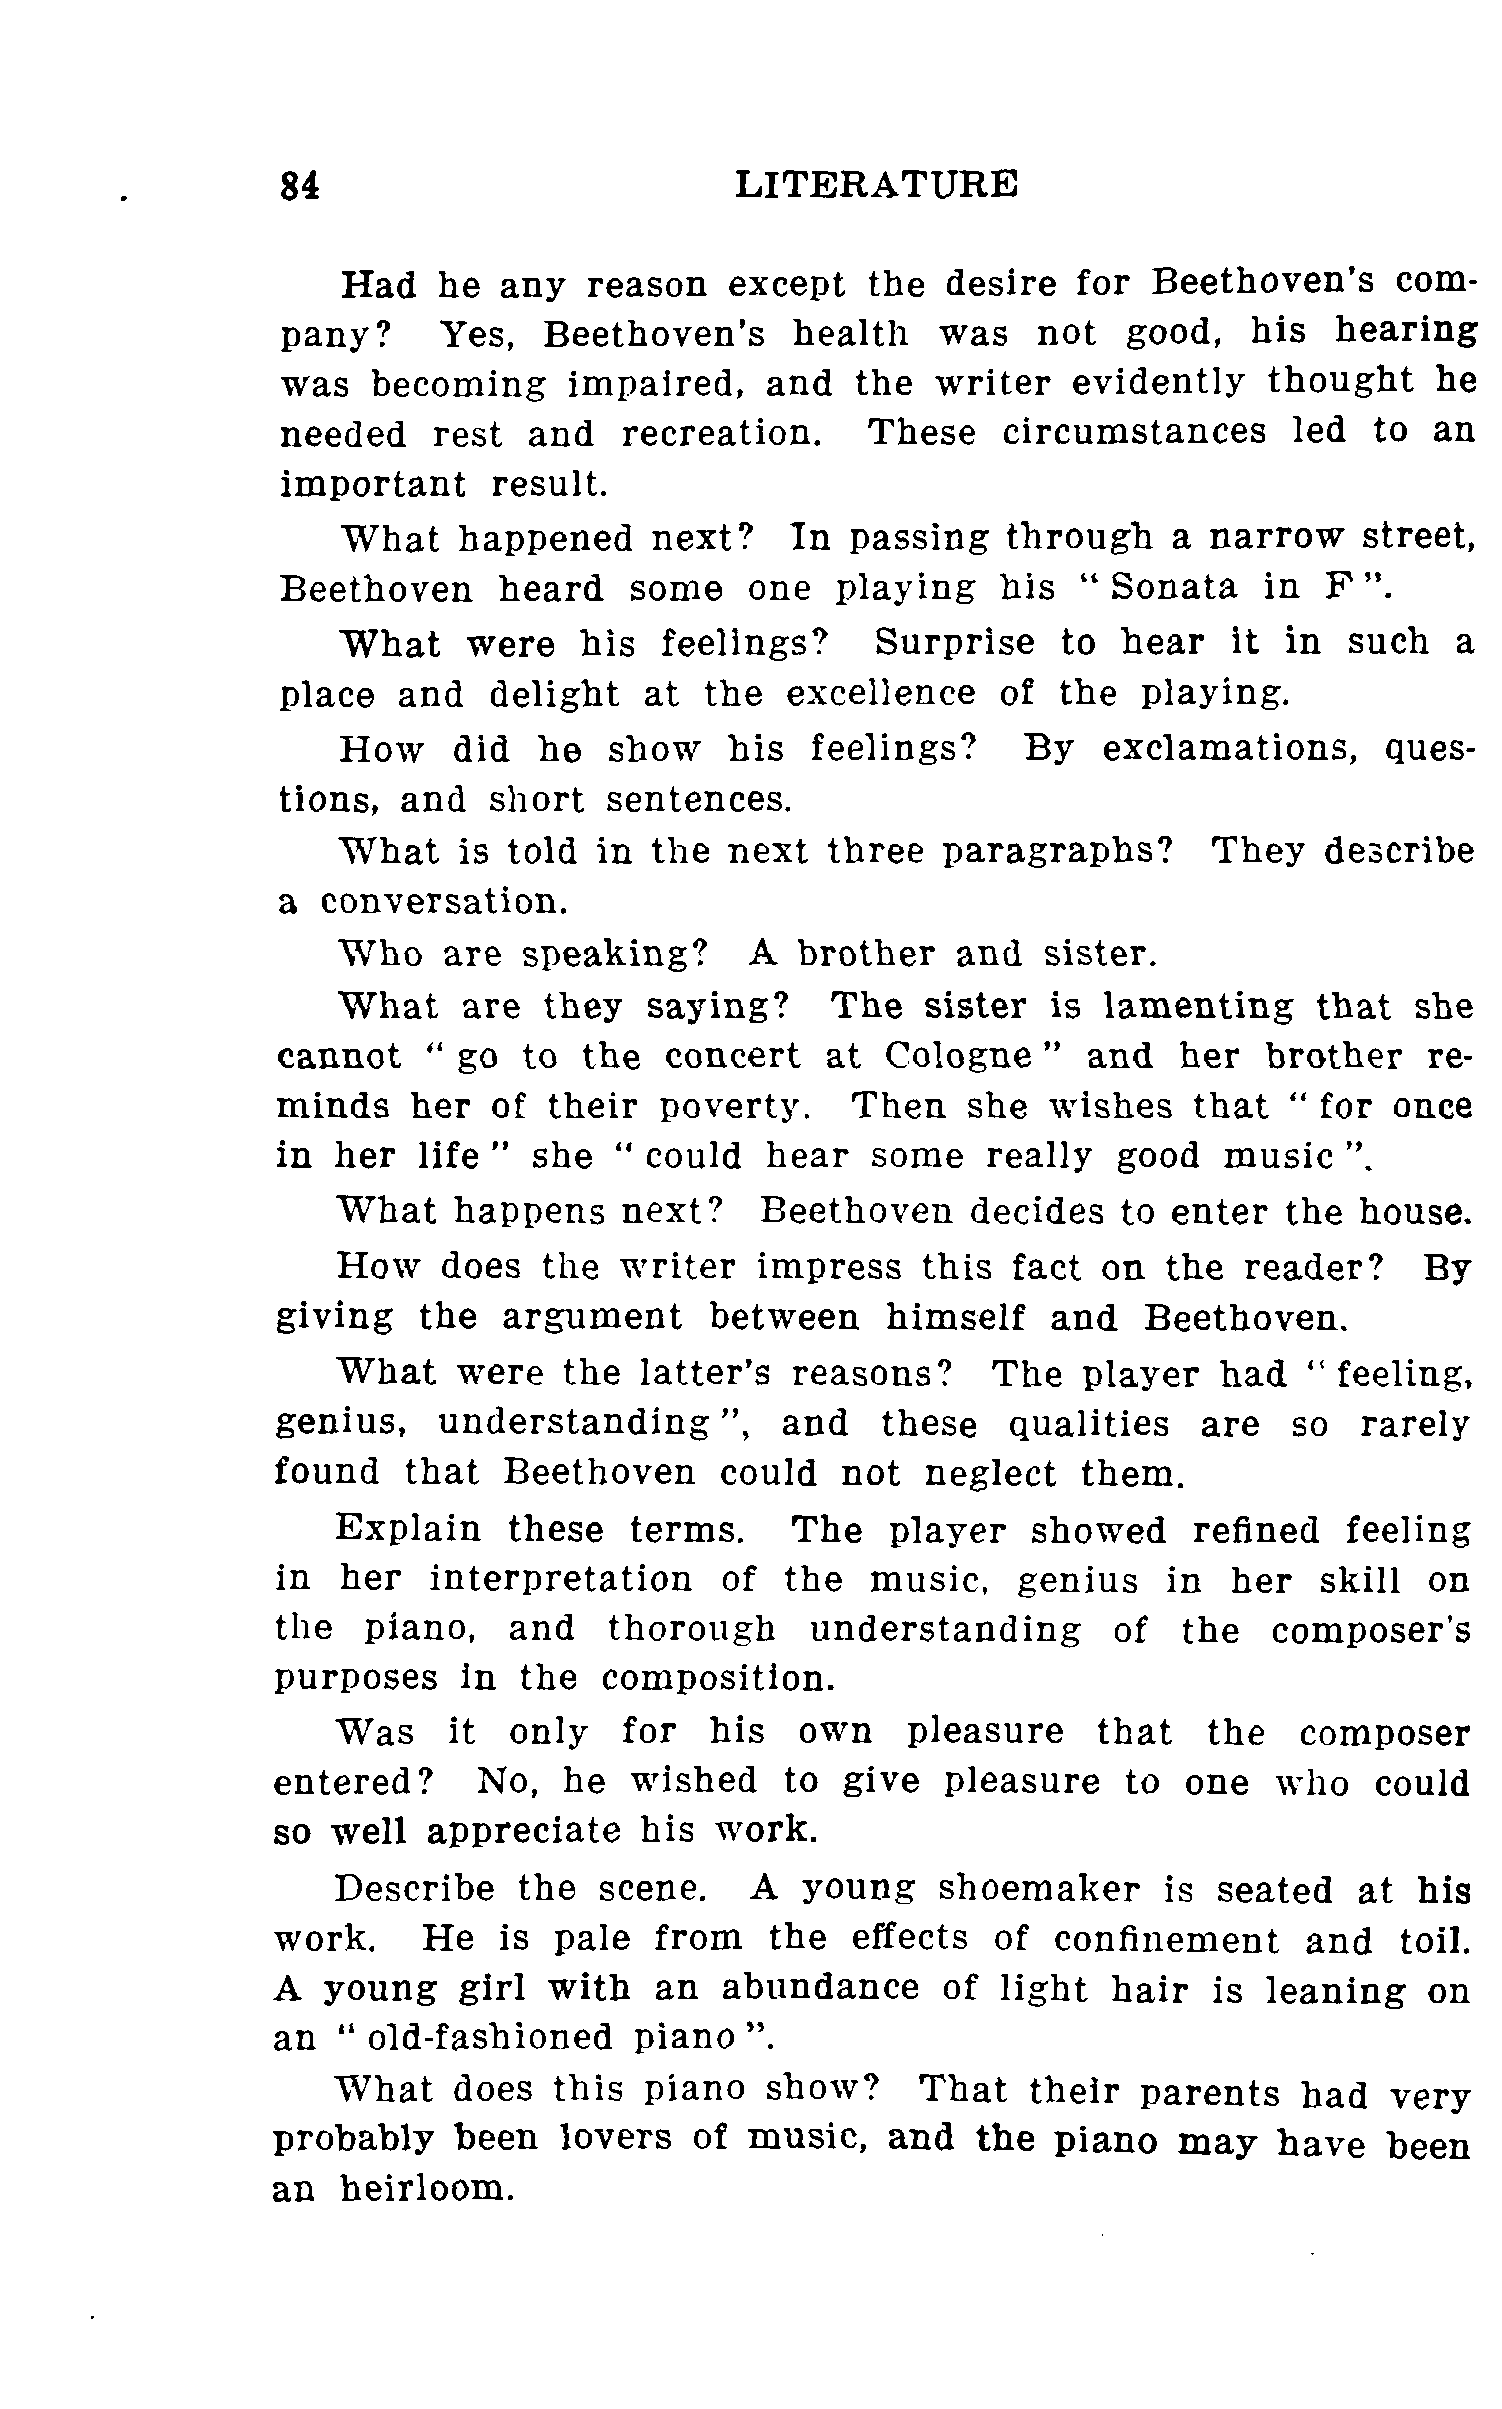 84 LITERATURE
Had he any reason except the desire for Beethoven's com-
pany? Yes, Beethoven's health was not good, his hearing
was becoming impaired, and the writer evidently thought he
needed rest and recreation. These circumstances led to an
important result.
What happened next? In passing through a narrow street,
Beethoven heard some one playing his “ Sonata in F ”.
What were his feelings? Surprise to hear it in such a
place and delight at the excellence of the playing.
How did he show his feelings? By exclamations, ques-
tions, and short sentences.
What is told in the next three paragraphs? They describe
a conversation.
Who are speaking? A brother and sister.
What are they saying? The sister is lamenting that she
cannot “ go to the concert at Cologne ” and her brother re-
minds her of their poverty. Then she wishes that “ for once
in her life ” she “ could hear some really good music ”.
What happens next? Beethoven decides to enter the house.
How does the writer impress this fact on the reader? By
giving the argument between himself and Beethoven.
What were the latter's reasons? The player had “ feeling,
genius, understanding ”, and these qualities are so rarely
found that Beethoven could not neglect them.
Explain these terms. The player showed refined feeling
in her interpretation of the music, genius in her skill on
the piano, and thorough understanding of the composer's
purposes in the composition.
Was it only for his own pleasure that the composer
entered? No, he wished to give pleasure to one who could
so well appreciate his work.
Describe the scene. A young shoemaker is seated at his
work. He is pale from the effects of confinement and toil.
A young girl with an abundance of light hair is leaning on
an “ old-fashioned piano ”.
What does this piano show? That their parents had very
probably been lovers of music, and the piano may have been
an heirloom.